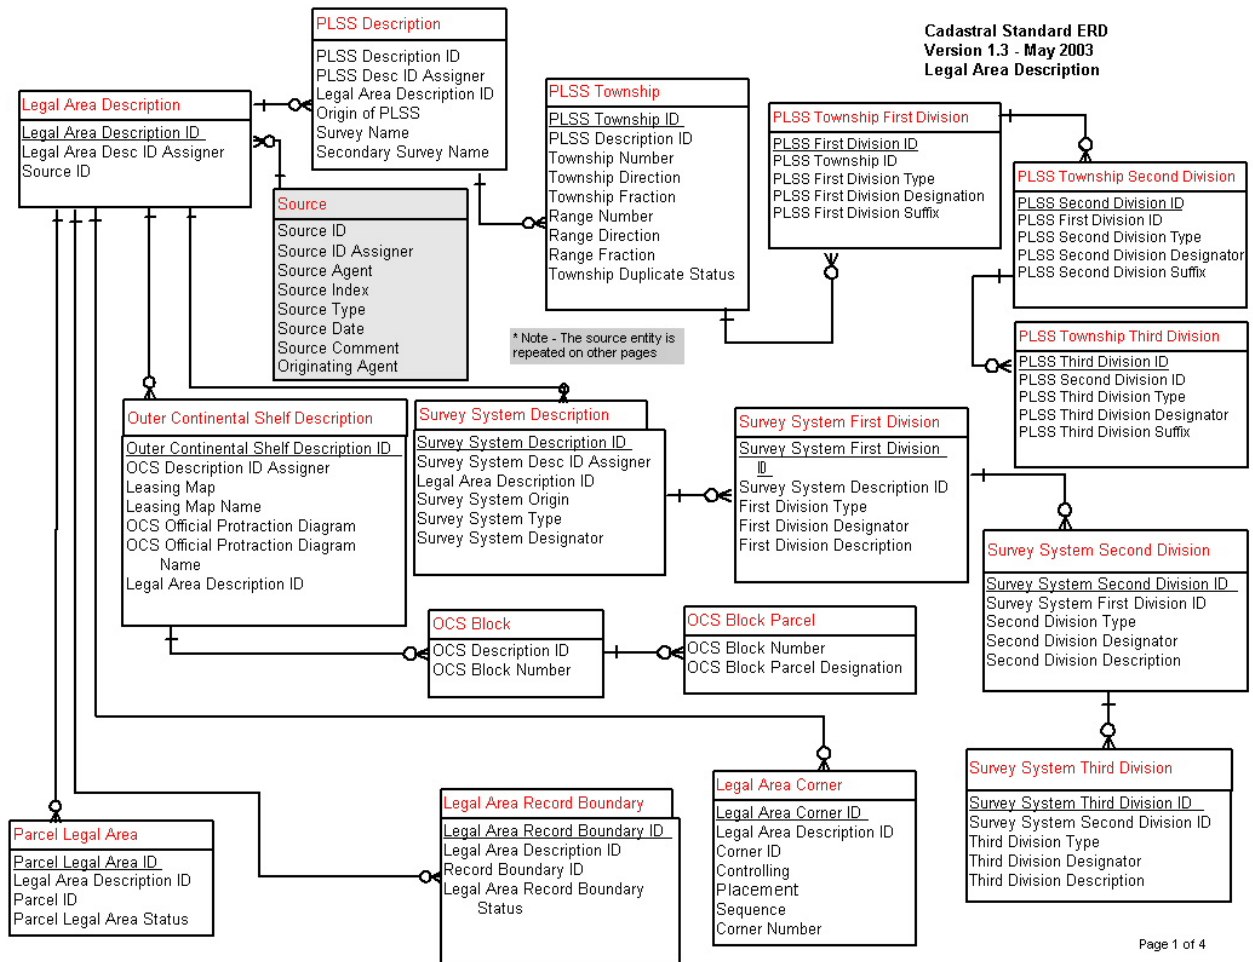 Cadastral Standard ERD
Version 1.3 - May 2003
Legal Area Description
PLSS Description
PLSS Description ID
PLSS Desc ID Assigner
Legal Area Description ID
Origin of PLSS
Survey Name
Secondary Survey Name
Legal Area Description
Legal Area Description ID
Legal Area Desc ID Assigner
Source ID
Source
Source ID
Source ID Assigner
Source Agent
Source Index
Source Type
Source Date
Source Comment
Originating Agent
PLSS Township
PLSS Township ID
PLSS Description ID
Township Number
Township Direction
Township Fraction
Range Number
Range Direction
Range Fraction
Township Duplicate Status
* Note - The source entity is
repeated on other pages
PLSS Township First Division
PLSS First Division ID
PLSS Township ID
PLSS First Division Type
PLSS First Division Designation
PLSS First Division Suffix
PLSS Township Second Division
PLSS Second Division ID
PLSS First Division ID
PLSS Second Division Type
PLSS Second Division Designator
PLSS Second Division Suffix
PLSS Township Third Division
PLSS Third Division ID
PLSS Second Division ID
PLSS Third Division Type
PLSS Third Division Designator
PLSS Third Division Suffix
Outer Continental Shelf Description
Outer Continental Shelf Description ID
OCS Description ID Assigner
Leasing Map
Leasing Map Name
OCS Official Protraction Diagram
OCS Official Protraction Diagram
Name
Legal Area Description ID
Survey System Description
Survey System Description ID
Survey System Desc ID Assigner
Legal Area Description ID
Survey System Origin
Survey System Type
Survey System Designator
Survey System First Division
Survey System First Division
ID
Survey System Description ID
First Division Type
First Division Designator
First Division Description
Survey System Second Division
Survey System Second Division ID
Survey System First Division ID
Second Division Type
Second Division Designator
Second Division Description
OCS Block
OCS Description ID
OCS Block Number
OCS Block Parcel
OCS Block Number
OCS Block Parcel Designation
Survey System Third Division
Survey System Third Division ID
Survey System Second Division ID
Third Division Type
Third Division Designator
Third Division Description
Legal Area Corner
Legal Area Corner ID
Legal Area Description ID
Corner ID
Controlling
Placement
Sequence
Corner Number
Legal Area Record Boundary
Legal Area Record Boundary ID
Legal Area Description ID
Record Boundary ID
Legal Area Record Boundary
Status
Parcel Legal Area
Parcel Legal Area ID
Legal Area Description ID
Parcel ID
Parcel Legal Area Status
Page 1 of 4